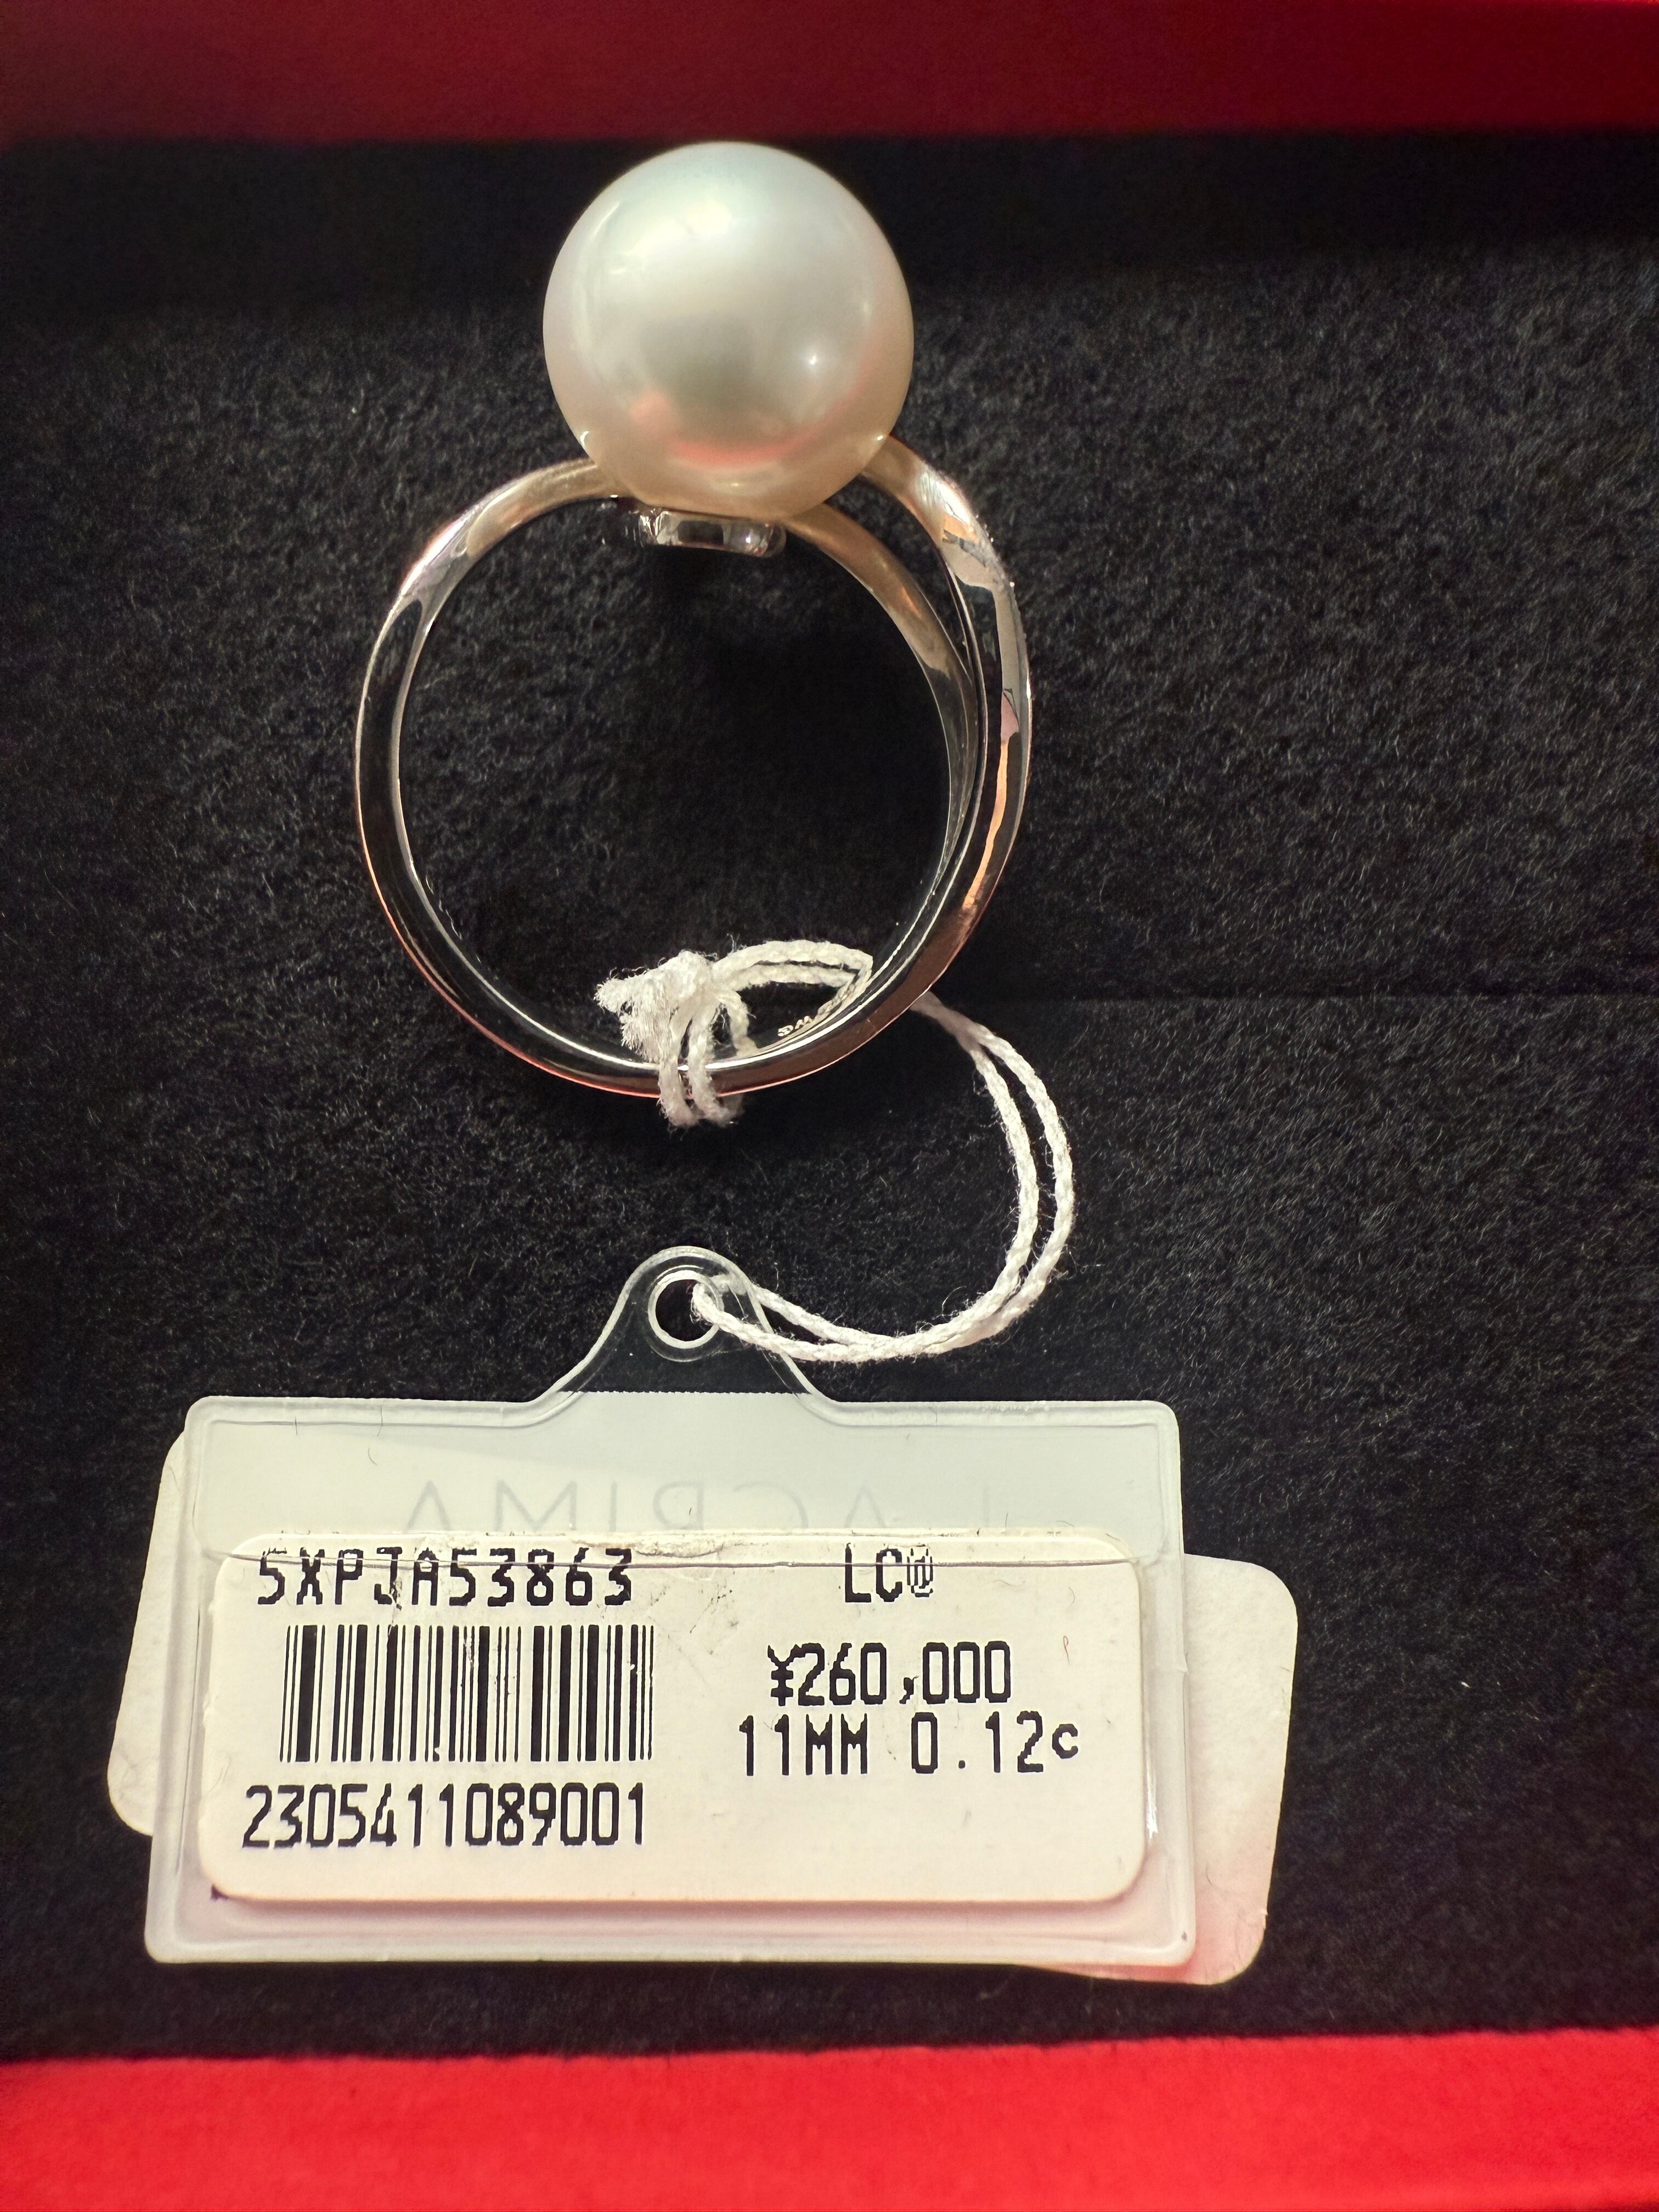 LACRIMA
5XPJA53863 LC@
¥260,000
11MM 0.12c
2305411089001